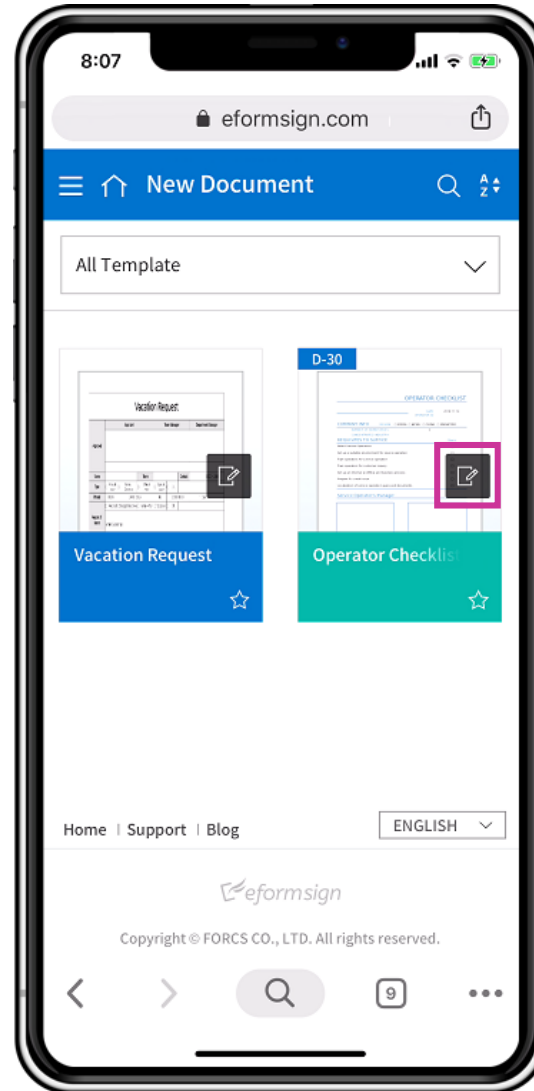 8:07
eformsign.com
New Document
A
Z
All Template
Vacation Request
D-30
OPERATOR CHECKLIST
Vacation Request
Operator Checklist
Home | Support | Blog
ENGLISH
eformsign
Copyright © FORCS CO., LTD. All rights reserved.
9